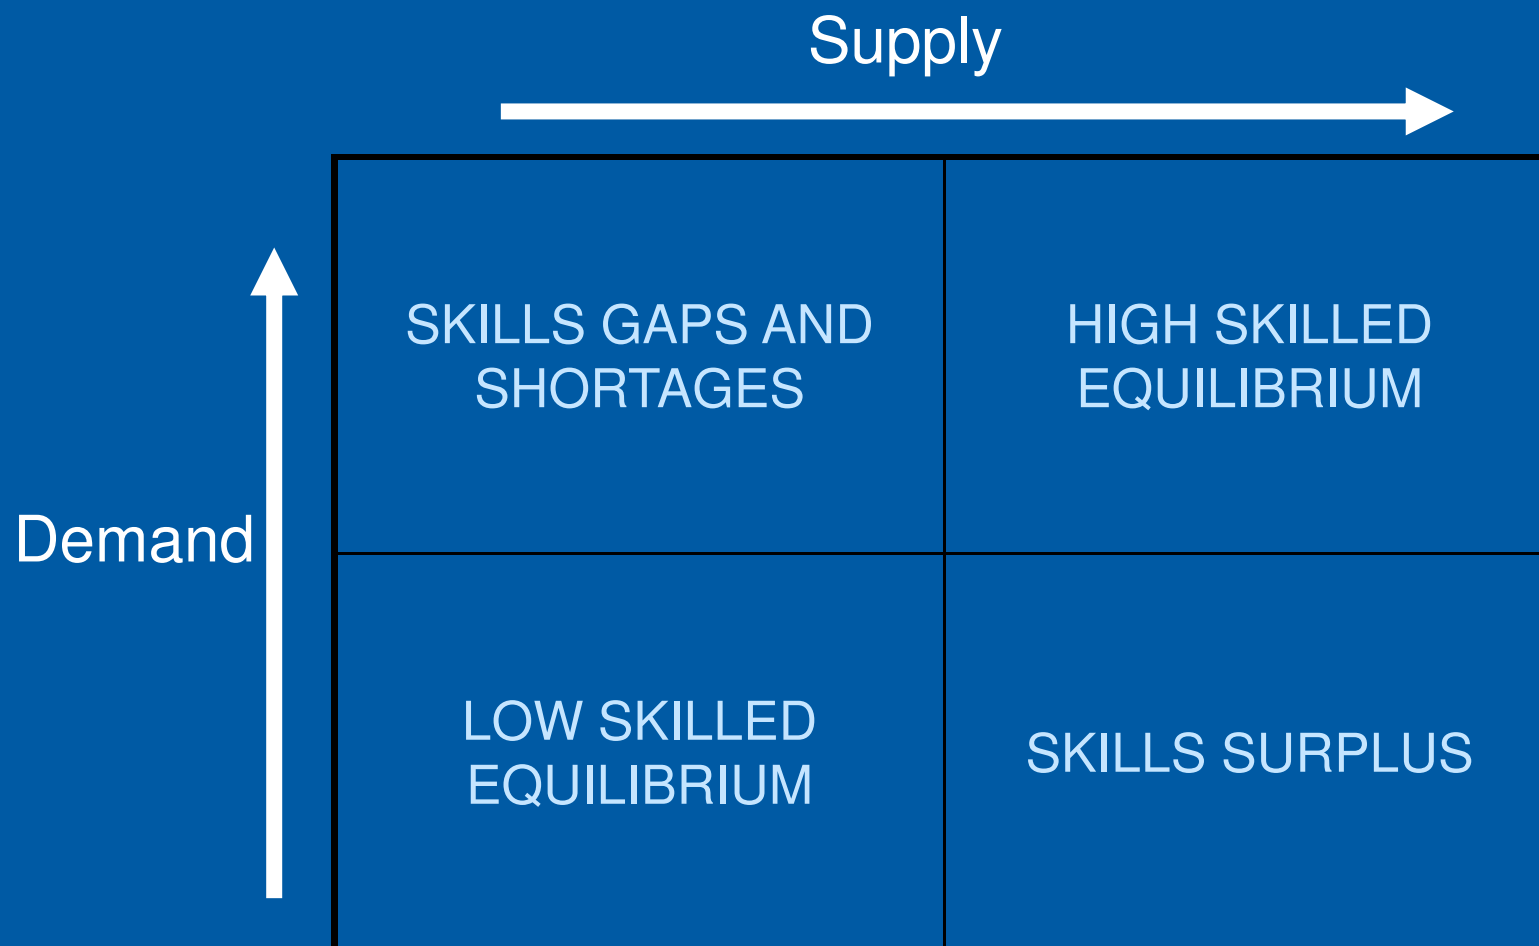 Supply
SKILLS GAPS AND
SHORTAGES
HIGH SKILLED
EQUILIBRIUM
Demand
LOW SKILLED
EQUILIBRIUM
SKILLS SURPLUS